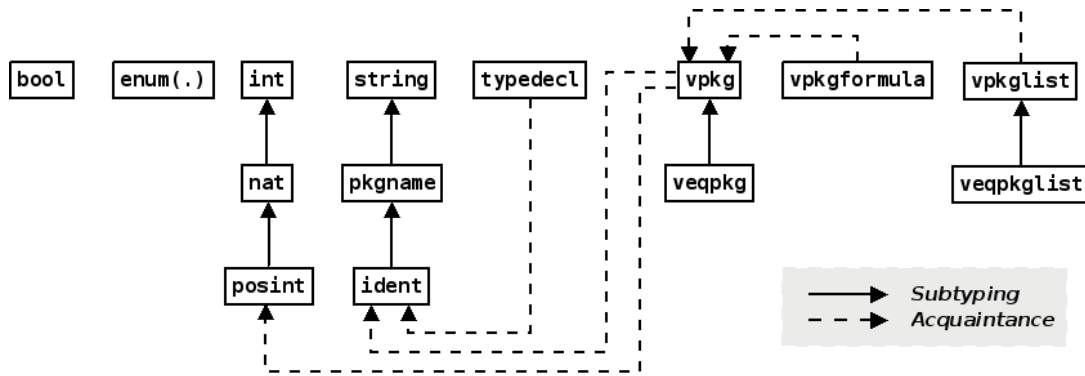 bool
enum(.)
int
string
typedecl
vpkg
vpkgformula
vpkglist
nat
pkgname
veqpkg
veqpkglist
posint
ident
Subtyping
Acquaintance